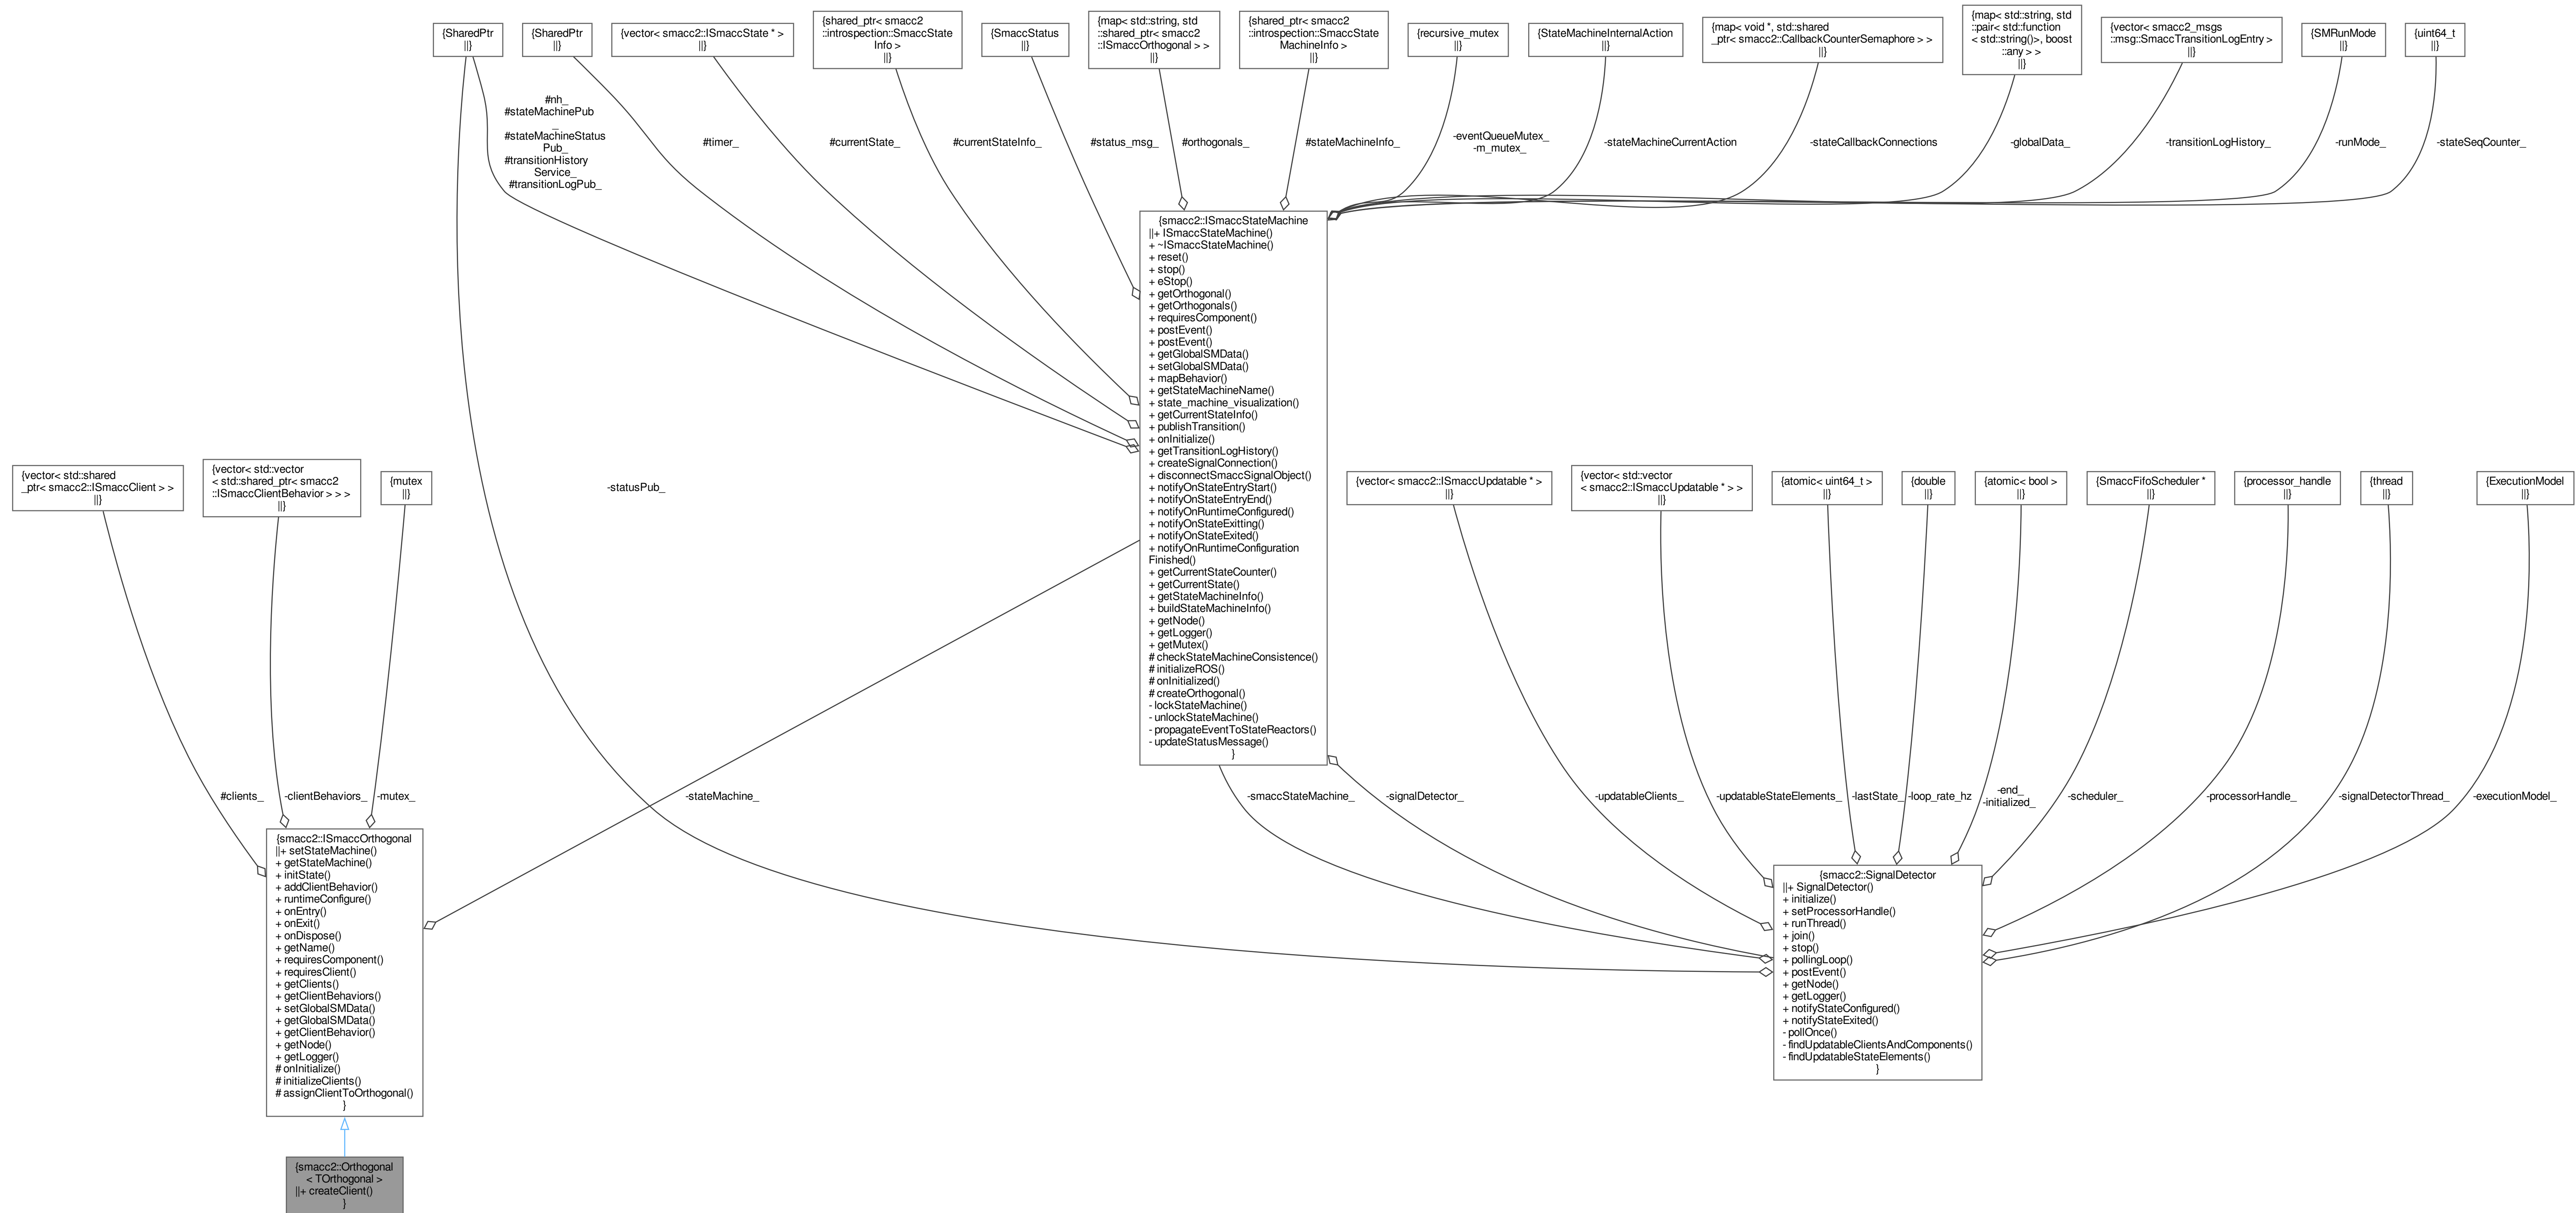 {SharedPtr
||}
{SharedPtr
||}
{vector< smacc2::ISmaccState * >
||}
{shared_ptr< smacc2
::introspection::SmaccState
Info >
||}
{SmaccStatus
||}
{map< std::string, std
::shared_ptr< smacc2
::ISmaccOrthogonal > >
||}
{shared_ptr< smacc2
::introspection::SmaccState
MachineInfo >
||}
{recursive_mutex
||}
{StateMachineInternalAction
||}
{map< void *, std::shared
_ptr< smacc2::CallbackCounterSemaphore > >
||}
{map< std::string, std
::pair< std::function
< std::string()>, boost
::any > >
||}
{vector< smacc2_msgs
::msg::SmaccTransitionLogEntry >
||}
{SMRunMode
||}
{uint64_t
||}
#nh_
#stateMachinePub
_
#stateMachineStatus
Pub_
#transitionHistory
Service_
#transitionLogPub_
#timer_
#currentState_
#currentStateInfo_
#status_msg_
#orthogonals_
#stateMachineInfo_
-eventQueueMutex_
-m_mutex_
-stateMachineCurrentAction
-stateCallbackConnections
-globalData_
-transitionLogHistory_
-runMode_
-stateSeqCounter_
{smacc2::ISmaccStateMachine
||+ ISmaccStateMachine()
+ ~ISmaccStateMachine()
+ reset()
+ stop()
+ eStop()
+ getOrthogonal()
+ getOrthogonals()
+ requiresComponent()
+ postEvent()
+ postEvent()
+ getGlobalSMData()
+ setGlobalSMData()
+ mapBehavior()
+ getStateMachineName()
+ state_machine_visualization()
+ getCurrentStateInfo()
+ publishTransition()
+ onInitialize()
+ getTransitionLogHistory()
+ createSignalConnection()
+ disconnectSmaccSignalObject()
+ notifyOnStateEntryStart()
+ notifyOnStateEntryEnd()
+ notifyOnRuntimeConfigured()
+ notifyOnStateExitting()
+ notifyOnStateExited()
+ notifyOnRuntimeConfiguration
Finished()
+ getCurrentStateCounter()
+ getCurrentState()
+ getStateMachineInfo()
+ buildStateMachineInfo()
+ getNode()
+ getLogger()
+ getMutex()
# checkStateMachineConsistence()
# initializeROS()
# onInitialized()
# createOrthogonal()
- lockStateMachine()
- unlockStateMachine()
- propagateEventToStateReactors()
- updateStatusMessage()
}
{vector< std::shared
_ptr< smacc2::ISmaccClient > >
||}
{vector< std::vector
< std::shared_ptr< smacc2
::ISmaccClientBehavior > > >
||}
{mutex
||}
-statusPub_
{vector< smacc2::ISmaccUpdatable * >
||}
{vector< std::vector
< smacc2::ISmaccUpdatable * > >
||}
{atomic< uint64_t >
||}
{double
||}
{atomic< bool >
||}
{SmaccFifoScheduler *
||}
{processor_handle
||}
{thread
||}
{ExecutionModel
||}
#clients_
-clientBehaviors_
-mutex_
-stateMachine_
-smaccStateMachine_
-signalDetector_
-updatableClients_
-updatableStateElements_
-lastState_
-loop_rate_hz
-end_
-initialized_
-scheduler_
-processorHandle_
-signalDetectorThread_
-executionModel_
{smacc2::ISmaccOrthogonal
||+ setStateMachine()
+ getStateMachine()
+ initState()
+ addClientBehavior()
+ runtimeConfigure()
+ onEntry()
+ onExit()
+ onDispose()
+ getName()
+ requiresComponent()
+ requiresClient()
+ getClients()
+ getClientBehaviors()
+ setGlobalSMData()
+ getGlobalSMData()
+ getClientBehavior()
+ getNode()
+ getLogger()
# onInitialize()
# initializeClients()
# assignClientToOrthogonal()
}
{smacc2::SignalDetector
||+ SignalDetector()
+ initialize()
+ setProcessorHandle()
+ runThread()
+ join()
+ stop()
+ pollingLoop()
+ postEvent()
+ getNode()
+ getLogger()
+ notifyStateConfigured()
+ notifyStateExited()
- pollOnce()
- findUpdatableClientsAndComponents()
- findUpdatableStateElements()
}
{smacc2::Orthogonal
< TOrthogonal >
||+ createClient()
}